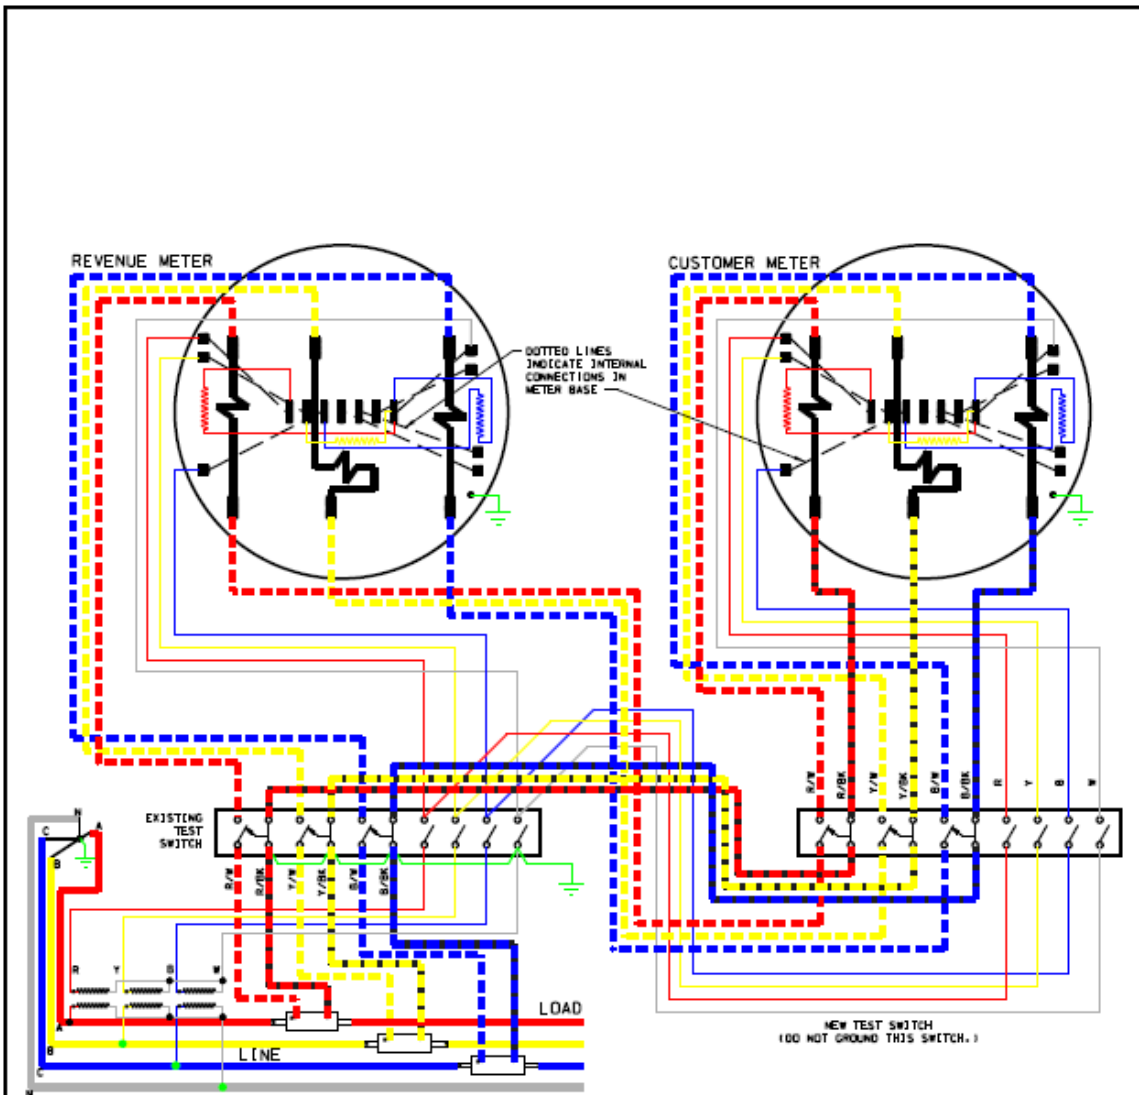 REVENUE METER
CUSTOMER METER
DOTTED LINES
INDICATE INTERNAL
CONNECTIONS IN
METER BASE
R/W
R/BK
Y/W
Y/BK
B/W
B/BK
R
Y
B
W
EXISTING
TEST
SWITCH
N
C
A
B
R/W
R/BK
Y/W
Y/BK
B/W
B/BK
R
Y
B
W
LOAD
A
NEW TEST SWITCH
(DO NOT GROUND THIS SWITCH.)
B
LINE
C
N